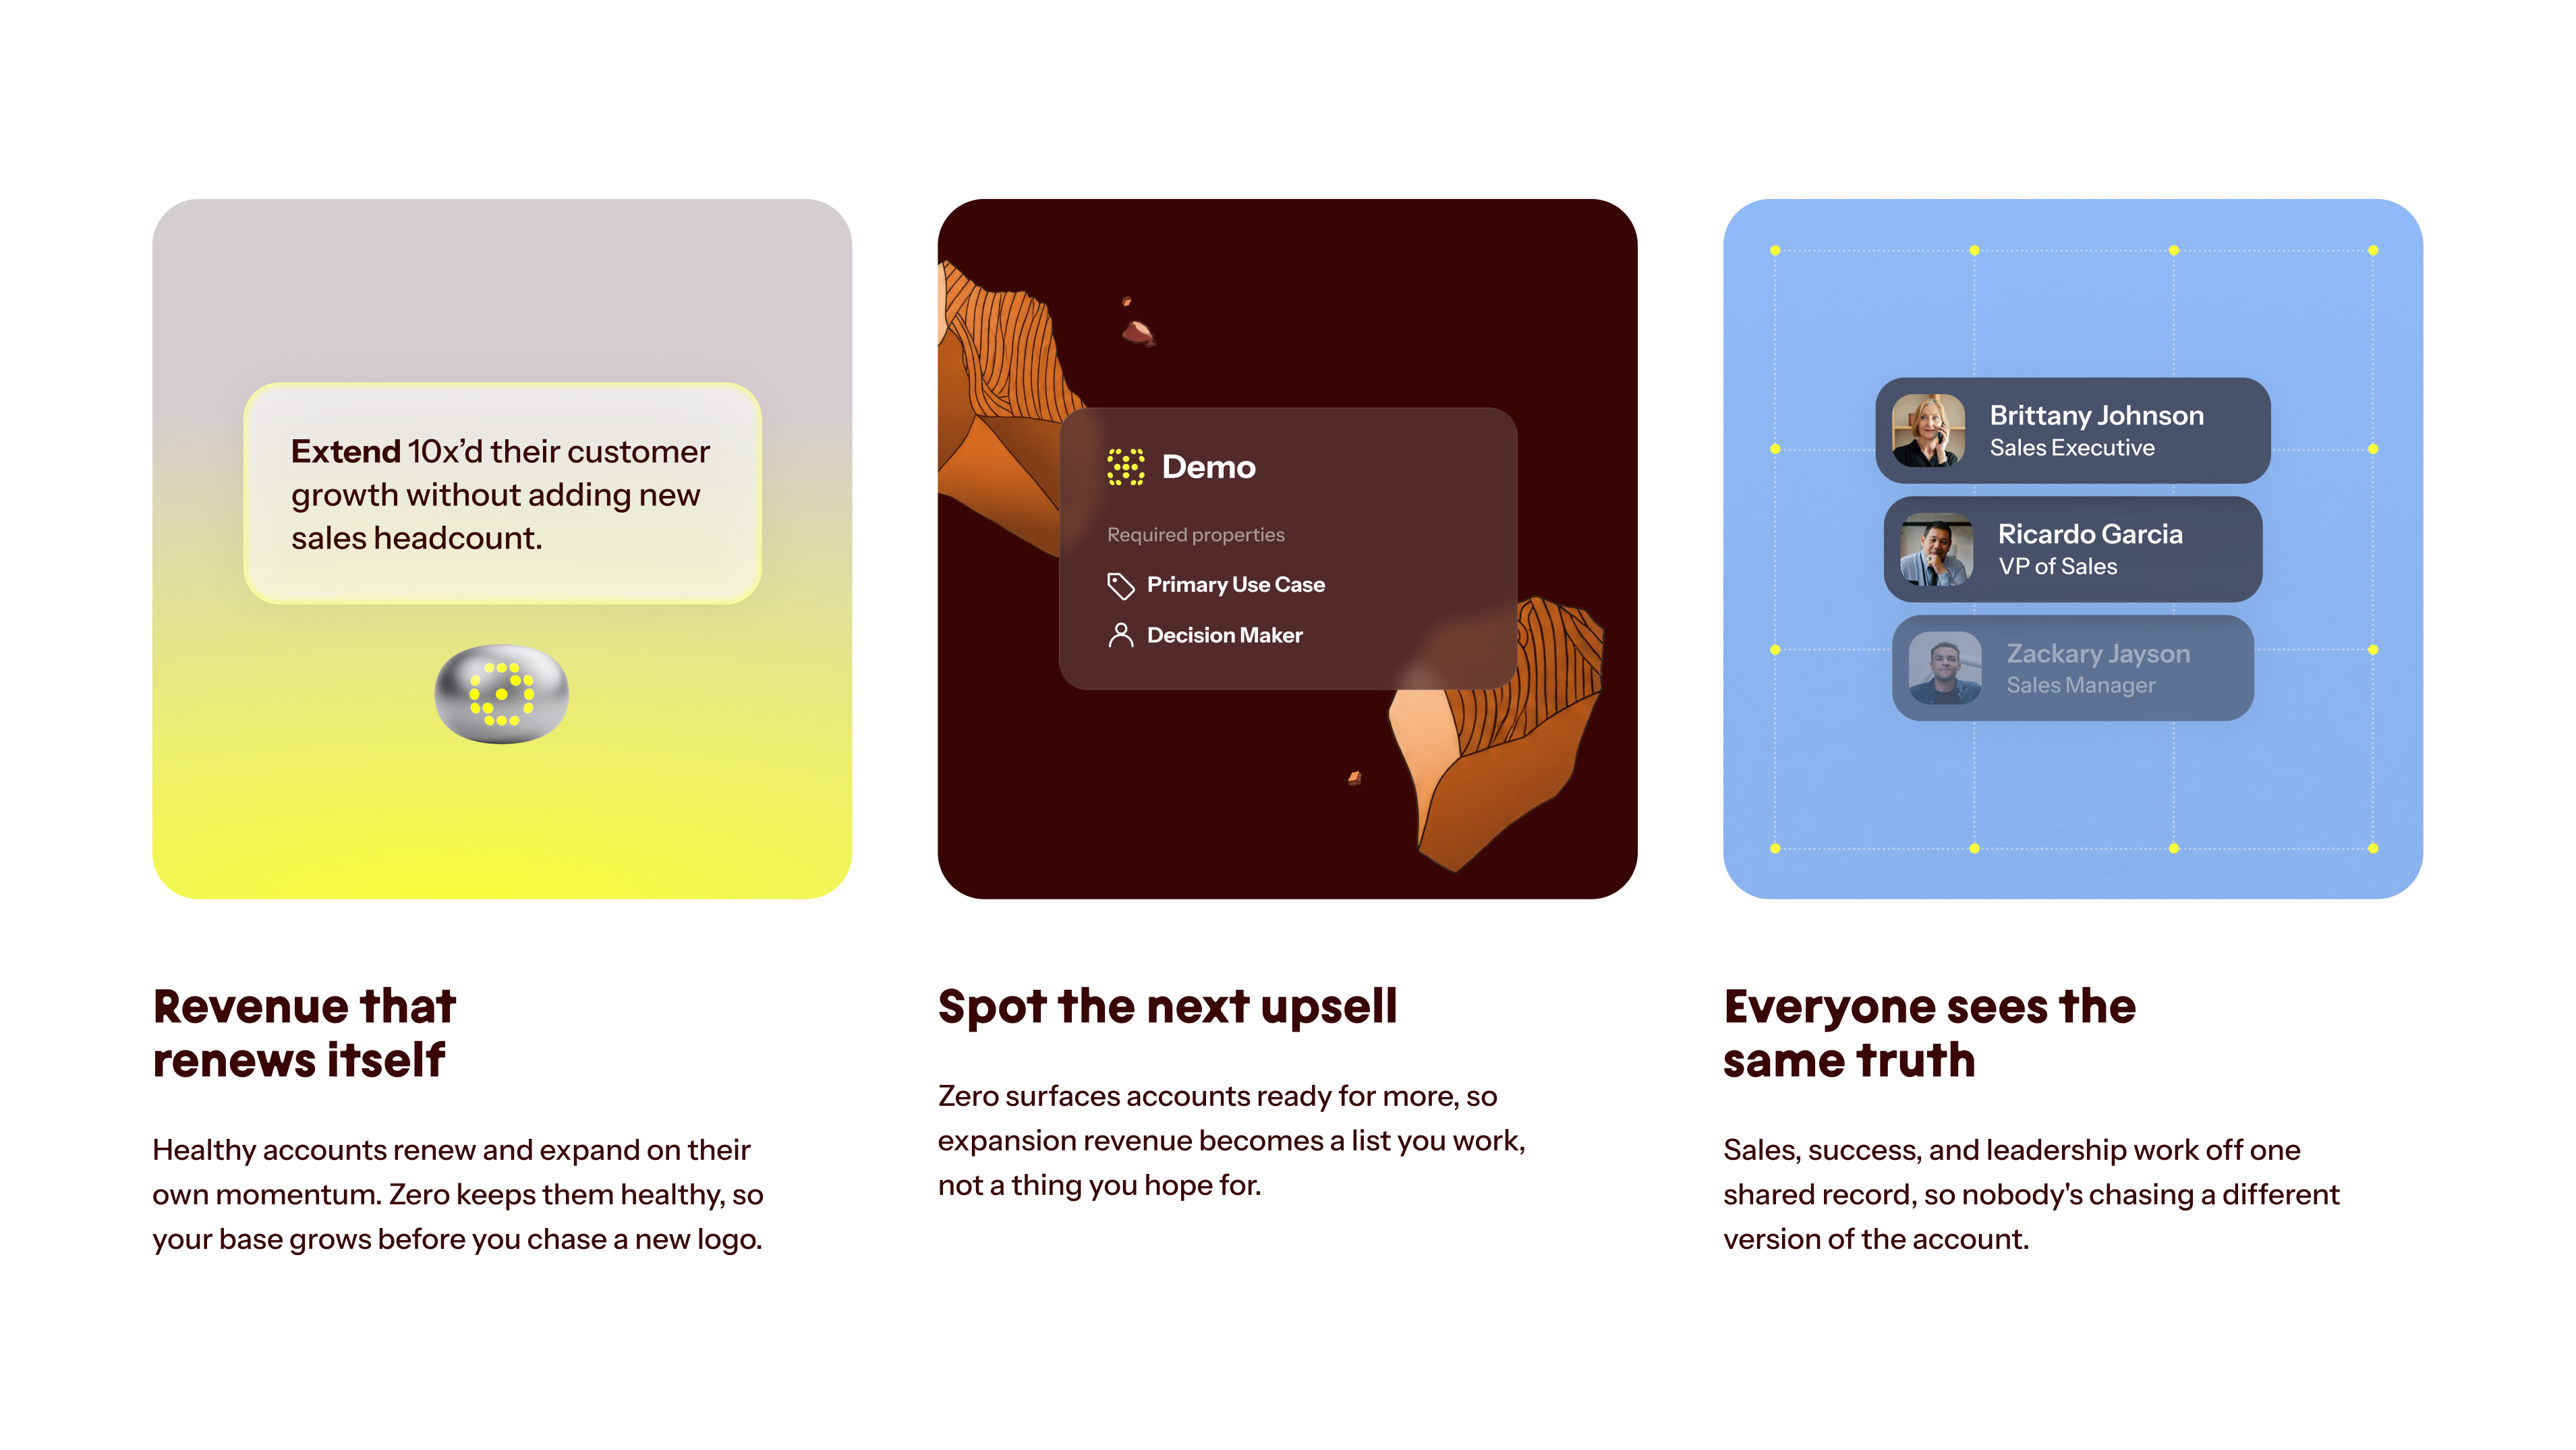 Extend 10x’d their customer
growth without adding new
sales headcount.
Demo
Required properties
Primary Use Case
Decision Maker
Brittany Johnson
Sales Executive
Ricardo Garcia
VP of Sales
Zackary Jayson
Sales Manager
Revenue that
renews itself
Healthy accounts renew and expand on their
own momentum. Zero keeps them healthy, so
your base grows before you chase a new logo.
Spot the next upsell
Zero surfaces accounts ready for more, so
expansion revenue becomes a list you work,
not a thing you hope for.
Everyone sees the
same truth
Sales, success, and leadership work off one
shared record, so nobody's chasing a different
version of the account.